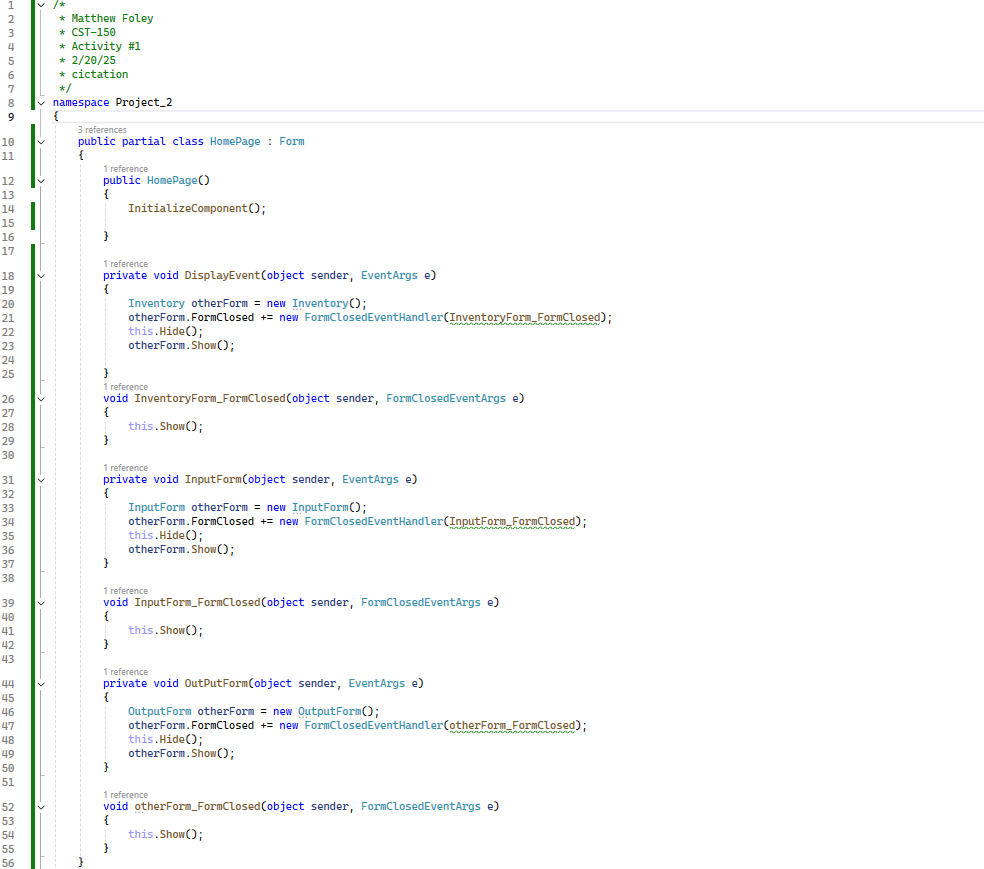 1 /*
2  * Matthew Foley
3  * CST-150
4  * Activity #1
5  * 2/20/25
6  * cictation
7  */
8 namespace Project_2
9 {
3 references
10     public partial class HomePage : Form
11     {
1 reference
12         public HomePage()
13         {
14             InitializeComponent();
15
16         }
17
1 reference
18         private void DisplayEvent(object sender, EventArgs e)
19         {
20             Inventory otherForm = new Inventory();
21             otherForm.FormClosed += new FormClosedEventHandler(InventoryForm_FormClosed);
22             this.Hide();
23             otherForm.Show();
24
25         }
1 reference
26         void InventoryForm_FormClosed(object sender, FormClosedEventArgs e)
27         {
28             this.Show();
29         }
30
1 reference
31         private void InputForm(object sender, EventArgs e)
32         {
33             InputForm otherForm = new InputForm();
34             otherForm.FormClosed += new FormClosedEventHandler(InputForm_FormClosed);
35             this.Hide();
36             otherForm.Show();
37         }
38
1 reference
39         void InputForm_FormClosed(object sender, FormClosedEventArgs e)
40         {
41             this.Show();
42         }
43
1 reference
44         private void OutPutForm(object sender, EventArgs e)
45         {
46             OutputForm otherForm = new OutputForm();
47             otherForm.FormClosed += new FormClosedEventHandler(otherForm_FormClosed);
48             this.Hide();
49             otherForm.Show();
50         }
51
1 reference
52         void otherForm_FormClosed(object sender, FormClosedEventArgs e)
53         {
54             this.Show();
55         }
56     }